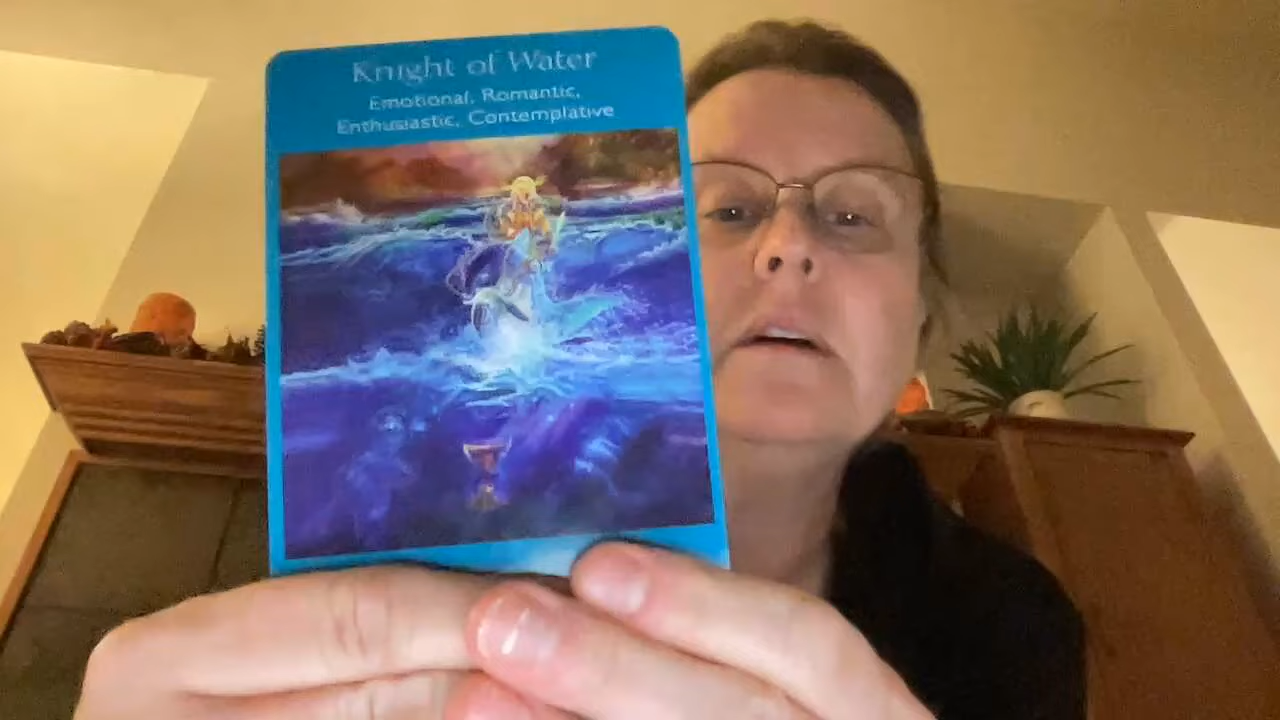 Knight of Water
Emotional, Romantic,
Enthusiastic, Contemplative